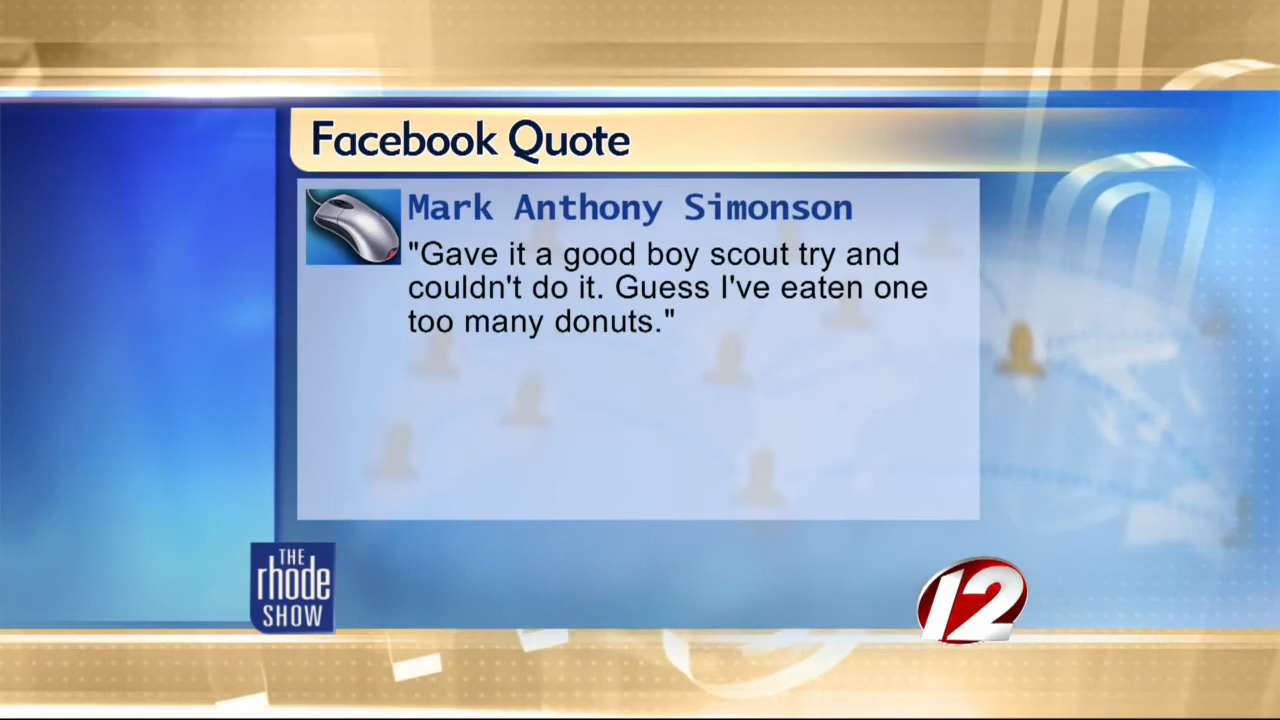 Facebook Quote
Mark Anthony Simonson
"Gave it a good boy scout try and
couldn't do it. Guess I've eaten one
too many donuts."
THE
rhode
SHOW
12